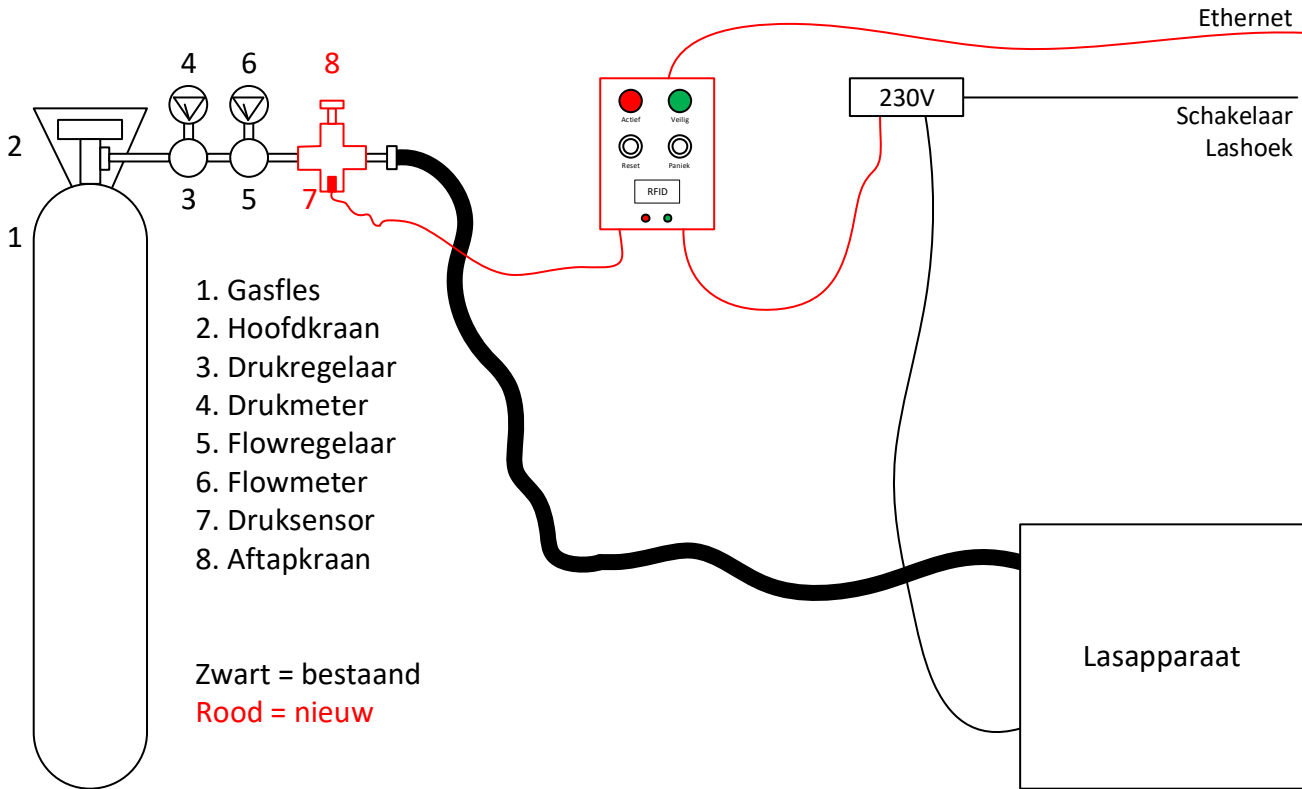 Ethernet
4
6
8
230V
Schakelaar
Lashoek
Actief
Veilig
2
Reset
Paniek
RFID
3
5
7
1
1. Gasfles
2. Hoofdkraan
3. Drukregelaar
4. Drukmeter
5. Flowregelaar
6. Flowmeter
7. Druksensor
8. Aftapkraan
Zwart = bestaand
Rood = nieuw
Lasapparaat